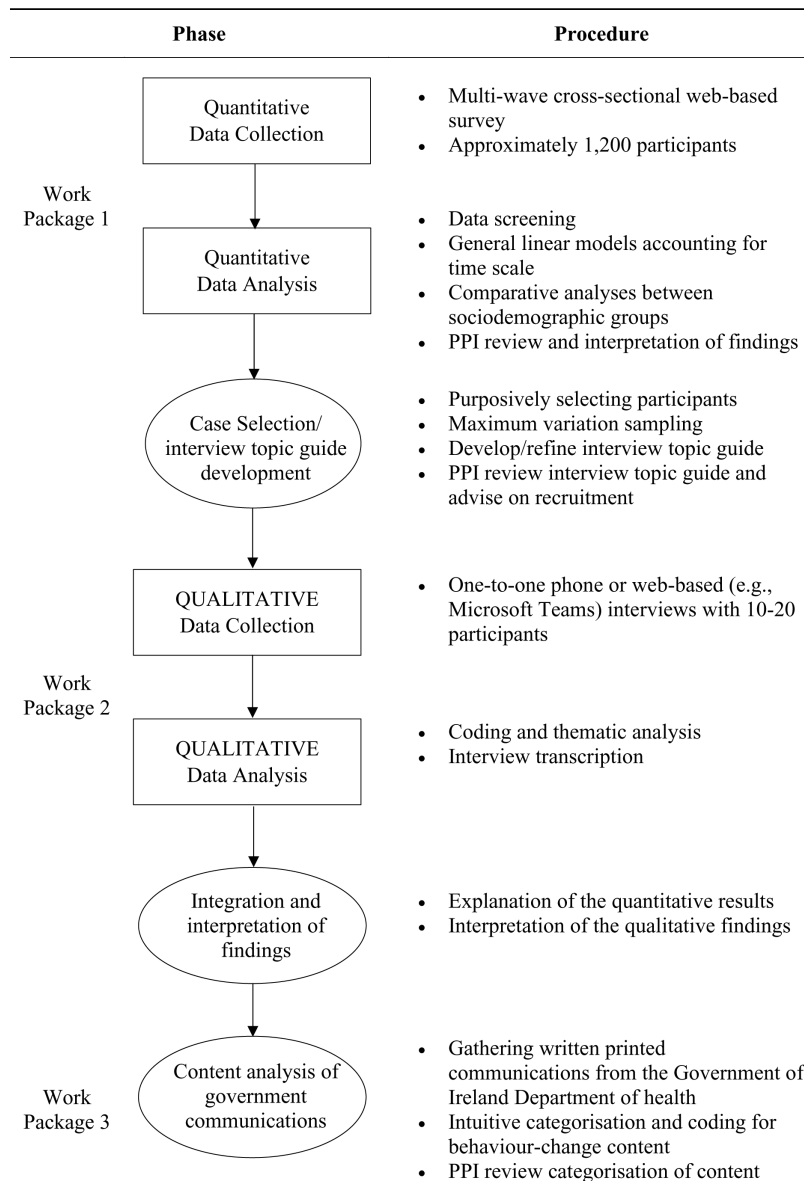 Phase
Procedure
Quantitative
Data Collection
• Multi-wave cross-sectional web-based
survey
• Approximately 1,200 participants
Work
Package 1
Quantitative
Data Analysis
• Data screening
• General linear models accounting for
time scale
• Comparative analyses between
sociodemographic groups
• PPI review and interpretation of findings
Case Selection/
interview topic guide
development
• Purposively selecting participants
• Maximum variation sampling
• Develop/refine interview topic guide
• PPI review interview topic guide and
advise on recruitment
QUALITATIVE
Data Collection
• One-to-one phone or web-based (e.g.,
Microsoft Teams) interviews with 10-20
participants
Work
Package 2
QUALITATIVE
Data Analysis
• Coding and thematic analysis
• Interview transcription
Integration and
interpretation of
findings
• Explanation of the quantitative results
• Interpretation of the qualitative findings
Work
Package 3
Content analysis of
government
communications
• Gathering written printed
communications from the Government of
Ireland Department of health
• Intuitive categorisation and coding for
behaviour-change content
• PPI review categorisation of content